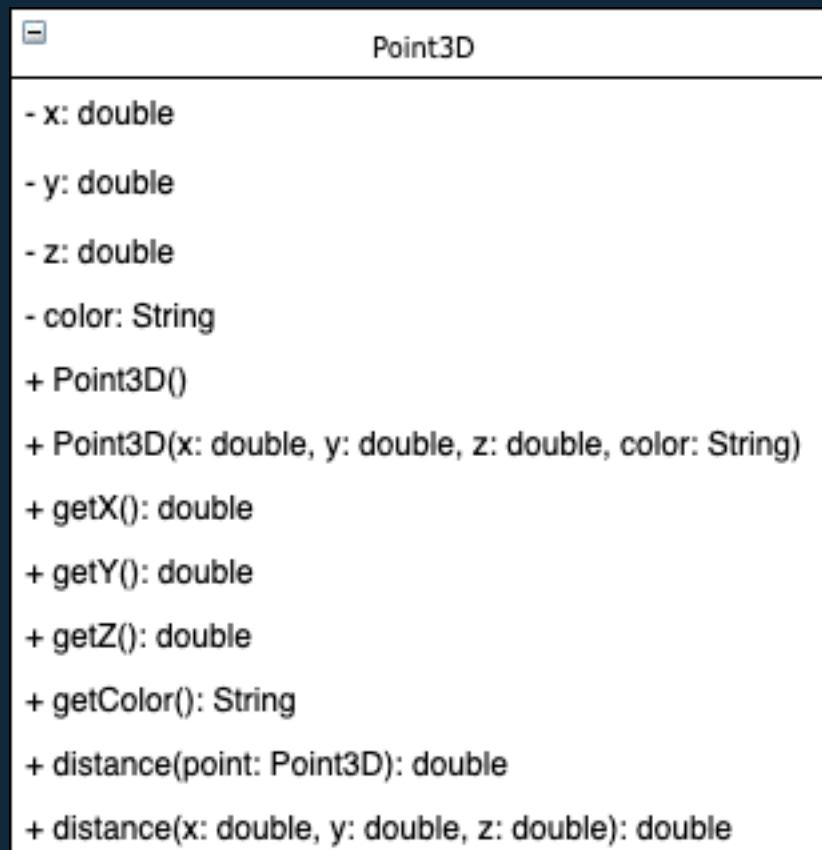 Point3D
- x: double
- y: double
- z: double
- color: String
+ Point3D()
+ Point3D(x: double, y: double, z: double, color: String)
+ getX(): double
+ getY(): double
+ getZ(): double
+ getColor(): String
+ distance(point: Point3D): double
+ distance(x: double, y: double, z: double): double